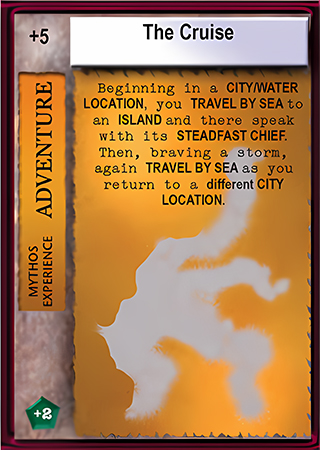 +5
The Cruise
Beginning in a CITY/WATER
LOCATION, you TRAVEL BY SEA to
an ISLAND and there speak
with its STEADFAST CHIEF.
Then, braving a storm,
again TRAVEL BY SEA as you
return to a different CITY
LOCATION.
MYTHOS
EXPERIENCE
ADVENTURE
+2